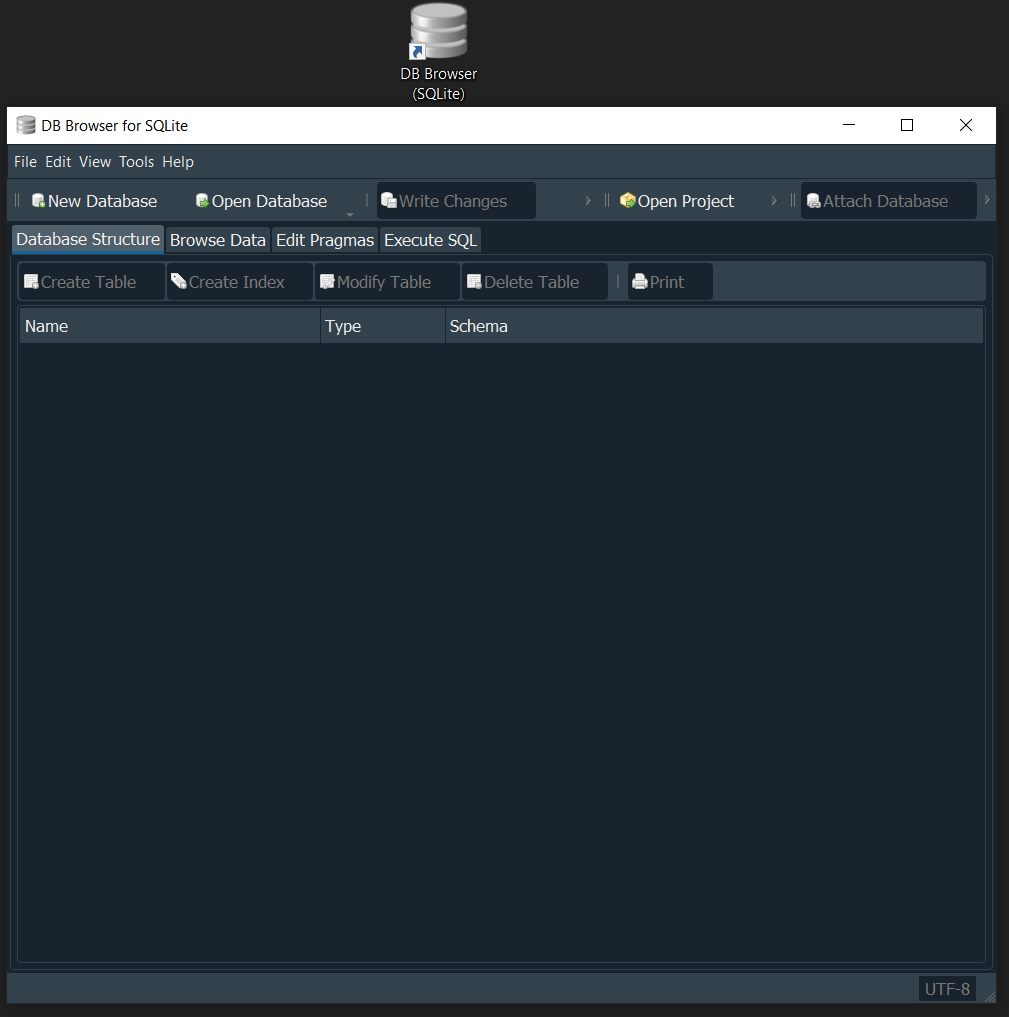 DB Browser
(SQLite)
DB Browser for SQLite
File Edit View Tools Help
New Database Open Database Write Changes Open Project Attach Database
Database Structure Browse Data Edit Pragmas Execute SQL
Create Table Create Index Modify Table Delete Table Print
Name Type Schema
UTF-8